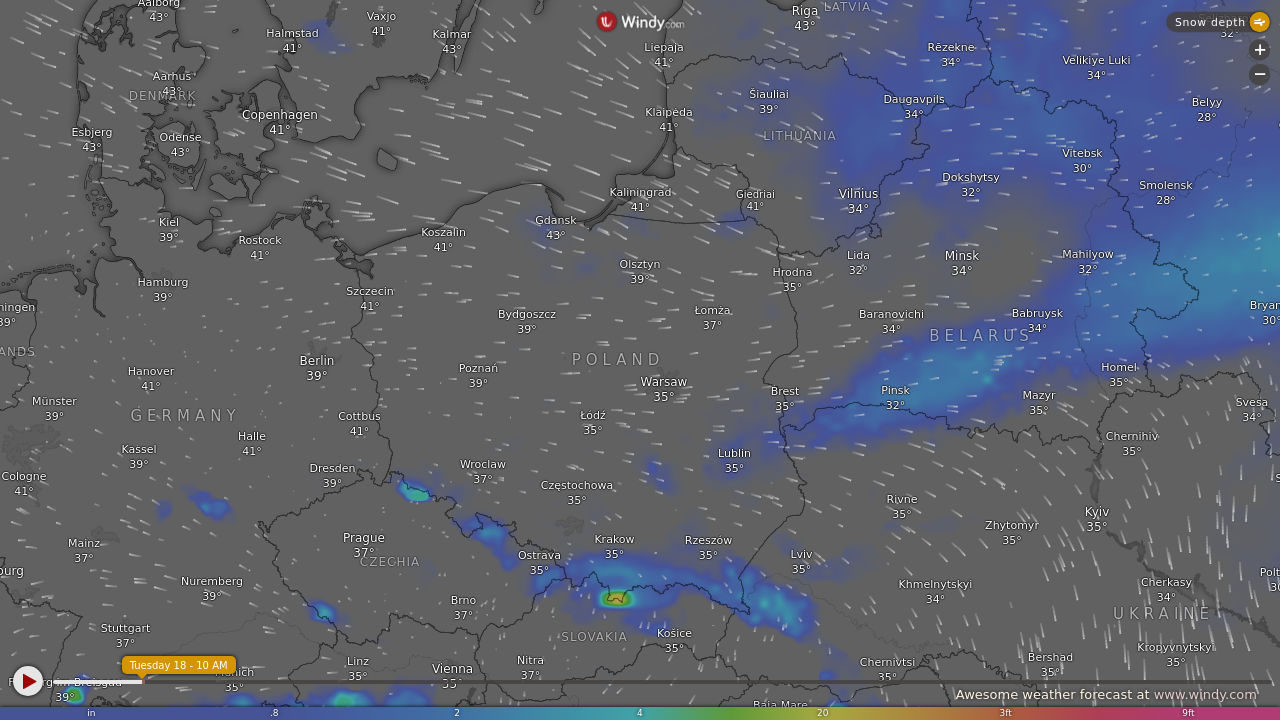 Aalborg
43°
Vaxjo
41°
Halmstad
41°
Kalmar
43°
Windy.com
Riga
43°
LATVIA
Snow depth
32°
Liepaja
41°
Rēzekne
34°
Velikiye Luki
34°
Aarhus
43°
DENMARK
Šiauliai
39°
Daugavpils
34°
Belyy
28°
Copenhagen
41°
Klaipėda
41°
Esbjerg
43°
Odense
43°
LITHUANIA
Vitebsk
30°
Dokshytsy
32°
Smolensk
28°
Kaliningrad
41°
Giedriai
41°
Vilnius
34°
Kiel
39°
Gdansk
43°
Koszalin
41°
Rostock
41°
Lida
32°
Minsk
34°
Mahilyow
32°
Olsztyn
39°
Hrodna
35°
Hamburg
39°
Szczecin
41°
ningen
39°
Bydgoszcz
39°
Łomża
37°
Baranovichi
34°
Babruysk
34°
Bryan
30°
BELARUS
ANDS
POLAND
Berlin
39°
Hanover
41°
Poznań
39°
Warsaw
35°
Homel
35°
Brest
35°
Pinsk
32°
Mazyr
35°
Münster
39°
GERMANY
Svesa
34°
Cottbus
41°
Łódź
35°
Halle
41°
Chernihiv
35°
Kassel
39°
Lublin
35°
Dresden
39°
Wroclaw
37°
Cologne
41°
Częstochowa
35°
S
Rivne
35°
Kyiv
35°
Zhytomyr
35°
Mainz
37°
Prague
37°
CZECHIA
Krakow
35°
Rzeszów
35°
Ostrava
35°
Lviv
35°
burg
Nuremberg
39°
Khmelnytskyi
34°
Cherkasy
34°
Polt
30
Brno
37°
UKRAINE
Stuttgart
37°
SLOVAKIA
Košice
35°
Kropyvnytskyi
35°
Tuesday 18 - 10 AM
Linz
35°
Vienna
35°
Nitra
37°
Chernivtsi
35°
Bershad
35°
Munich
35°
Freiburg im Breisgau
39°
Baia Mare
Awesome weather forecast at www.windy.com
in .8 2 4 20 3ft 9ft